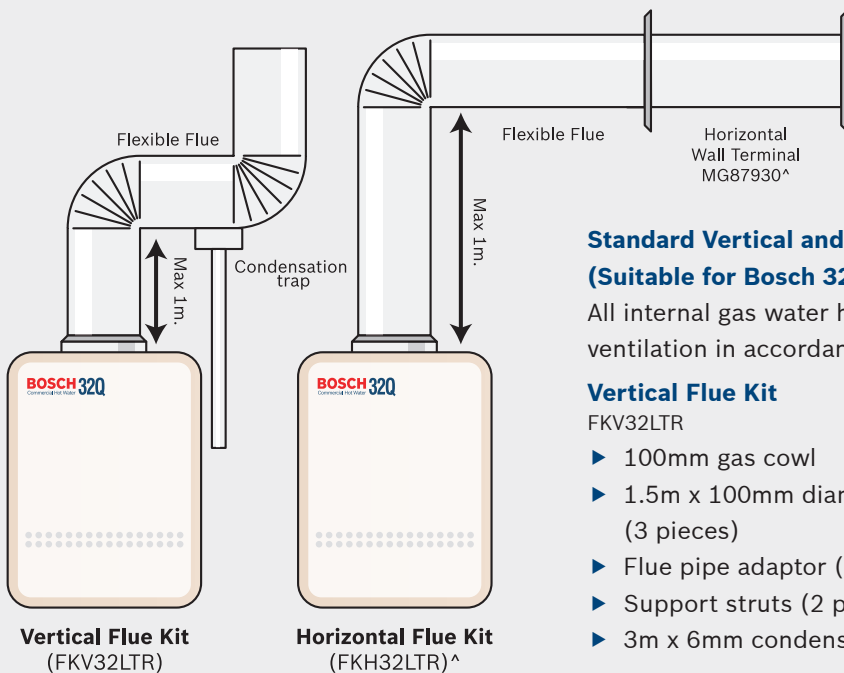 Flexible Flue
Max 1m.
Condensation
trap
BOSCH 32Q
Commercial Hot Water
Vertical Flue Kit
(FKV32LTR)
Flexible Flue
Horizontal
Wall Terminal
MG87930^
Max 1m.
BOSCH 32Q
Commercial Hot Water
Horizontal Flue Kit
(FKH32LTR)^
Standard Vertical and
(Suitable for Bosch 32
All internal gas water h
ventilation in accordan
Vertical Flue Kit
FKV32LTR
▶ 100mm gas cowl
▶ 1.5m x 100mm diar
(3 pieces)
▶ Flue pipe adaptor (
▶ Support struts (2 p
▶ 3m x 6mm condens